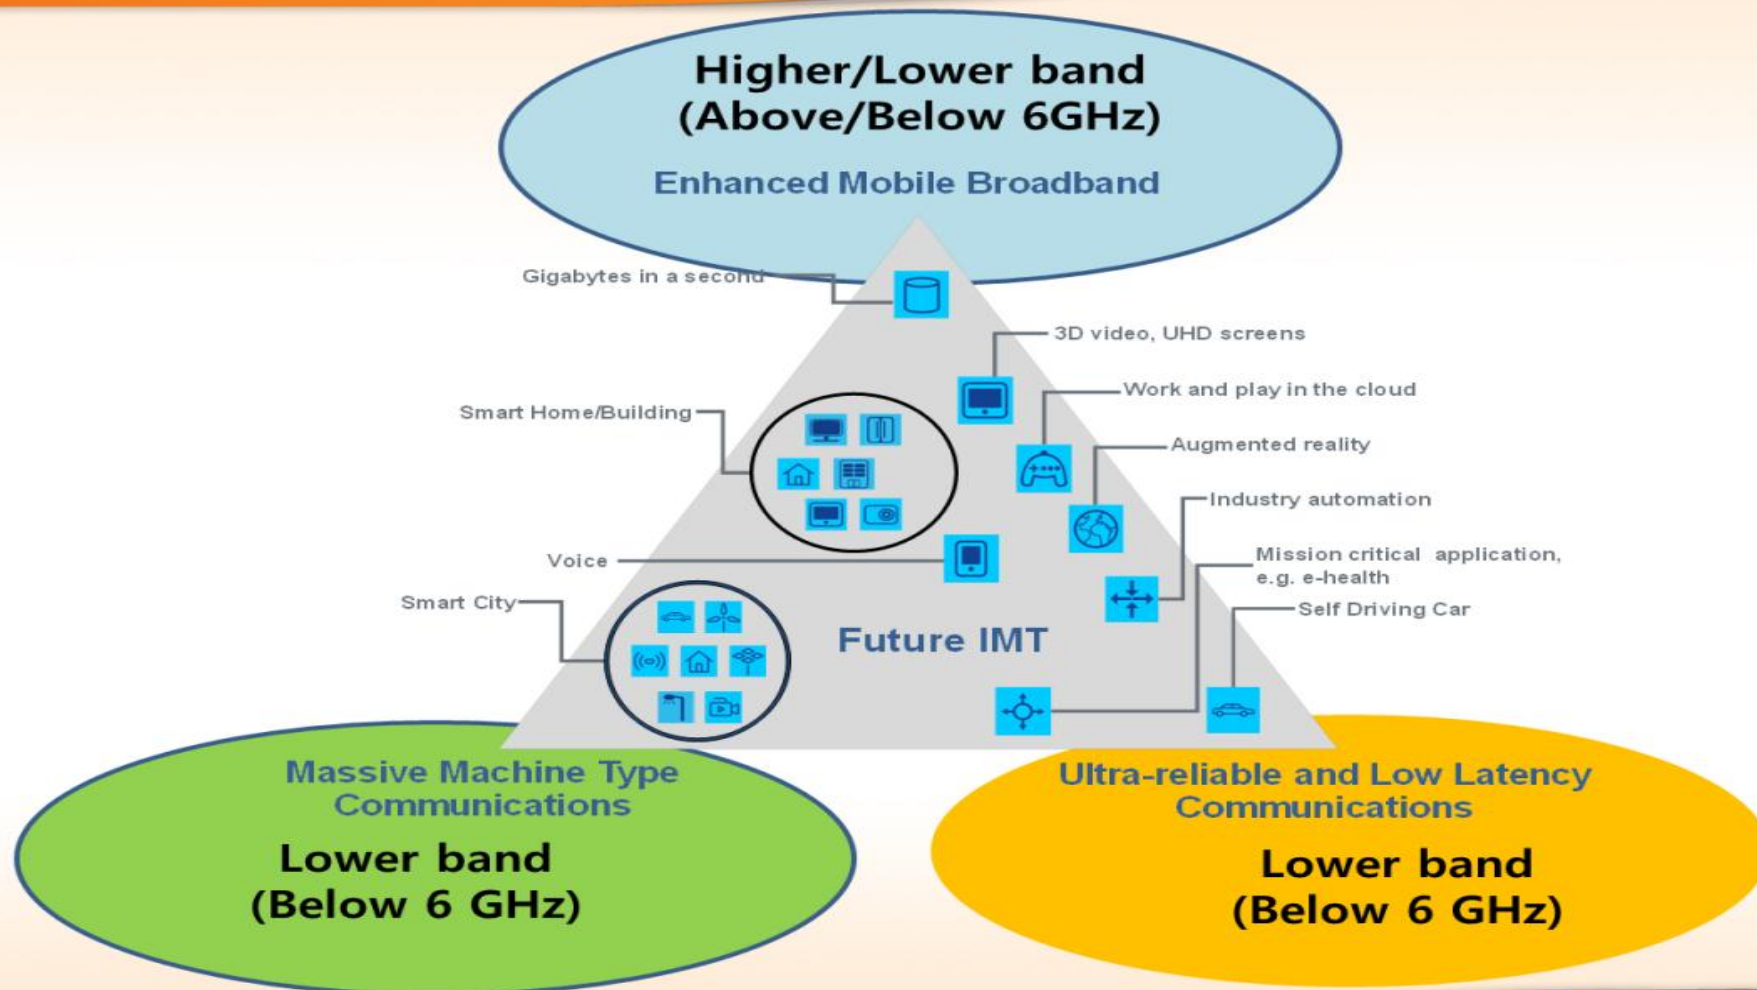 Higher/Lower band
(Above/Below 6GHz)
Enhanced Mobile Broadband
Gigabytes in a second
3D video, UHD screens
Work and play in the cloud
Smart Home/Building
Augmented reality
Industry automation
Voice
Mission critical application,
e.g. e-health
Smart City
Self Driving Car
Future IMT
Massive Machine Type
Communications
Lower band
(Below 6 GHz)
Ultra-reliable and Low Latency
Communications
Lower band
(Below 6 GHz)